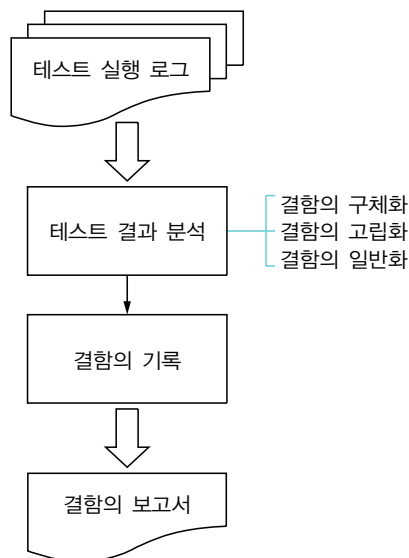 테스트 실행 로그
테스트 결과 분석
결함의 구체화
결함의 고립화
결함의 일반화
결함의 기록
결함의 보고서